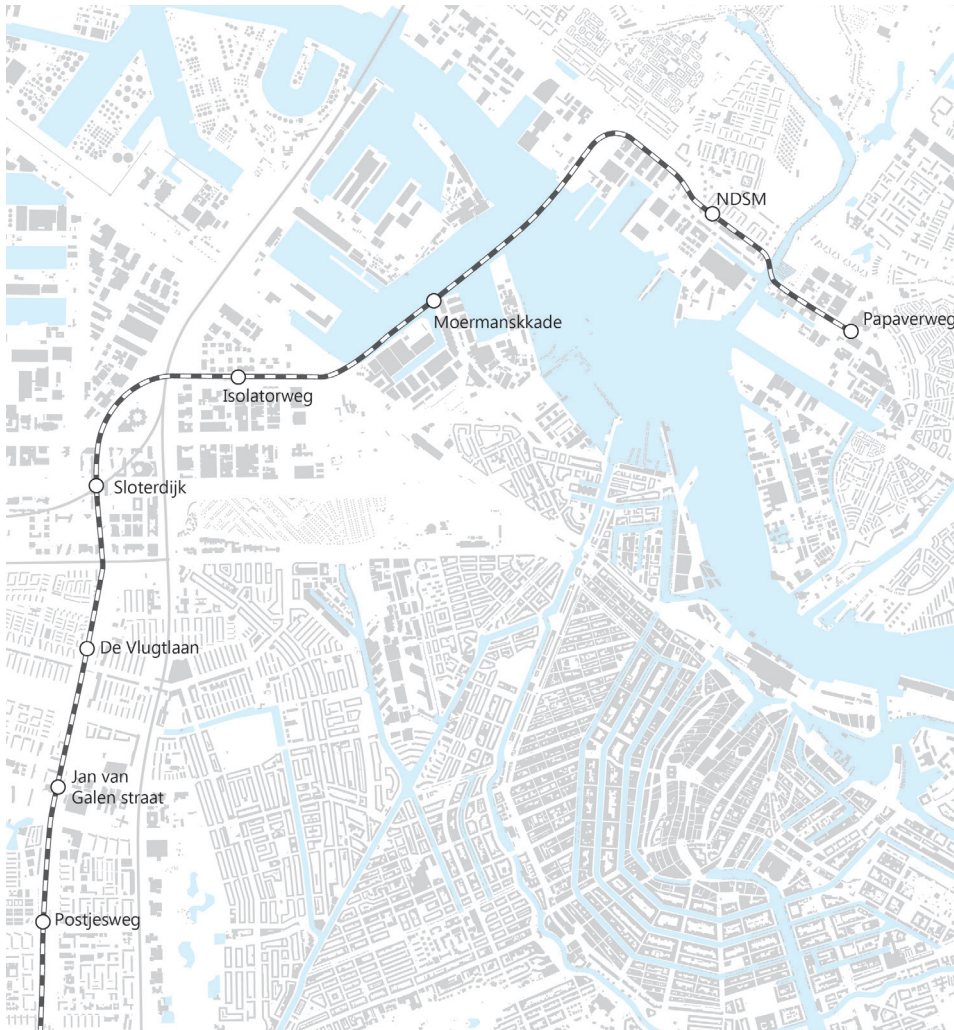 NDSM
Papaverweg
Moermanskkade
Isolatorweg
Sloterdijk
De Vlugtlaan
Jan van
Galen straat
Postjesweg